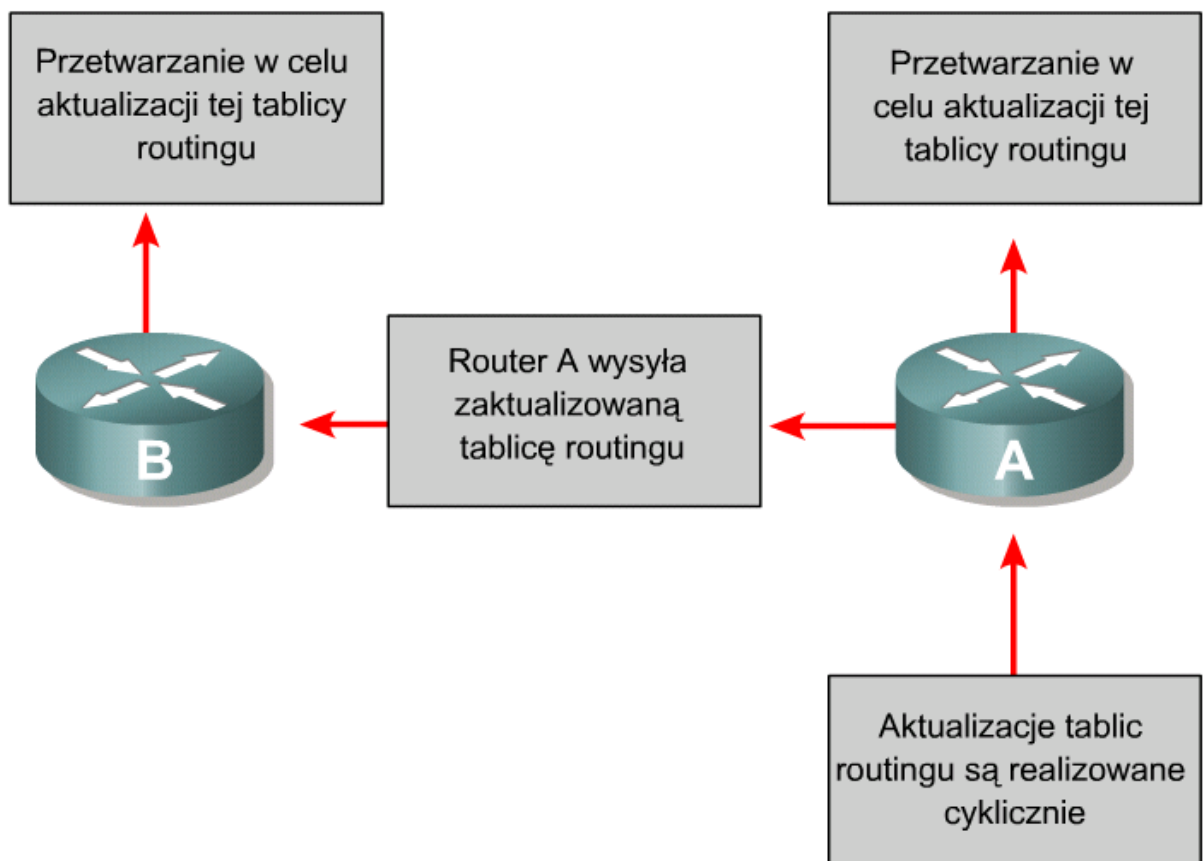 Przetwarzanie w celu
aktualizacji tej tablicy
routingu
Przetwarzanie w
celu aktualizacji tej
tablicy routingu
B
Router A wysyła
zaktualizowaną
tablicę routingu
A
Aktualizacje tablic
routingu są realizowane
cyklicznie